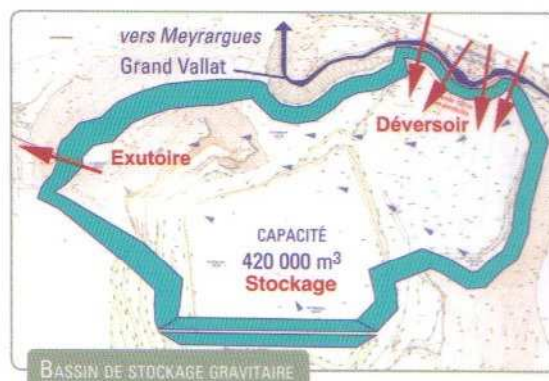 vers Meyrargues
Grand Vallat
Déversoir
Exutoire
CAPACITÉ
420 000 m³
Stockage
BASSIN DE STOCKAGE GRAVITAIRE